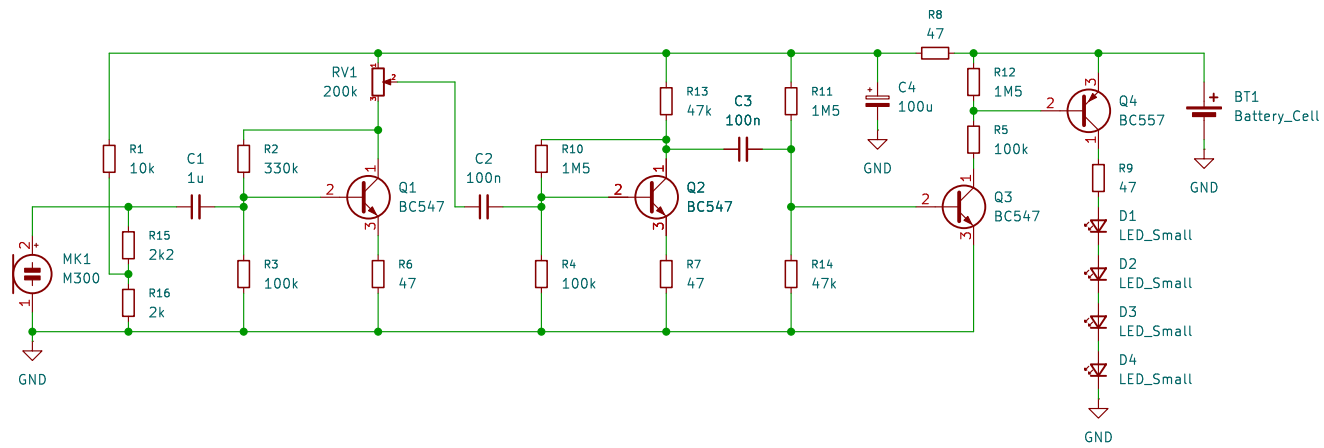 R8
47
RV1
200k
1
2
3
R13
47k
C3
100n
R11
1M5
C4
100u
GND
R12
1M5
R5
100k
3
2
1
Q4
BC557
BT1
Battery_Cell
GND
R1
10k
C1
1u
R2
330k
2
1
3
Q1
BC547
C2
100n
R10
1M5
2
1
3
Q2
BC547
2
1
3
Q3
BC547
R9
47
D1
LED_Small
D2
LED_Small
D3
LED_Small
D4
LED_Small
GND
2
1
MK1
M300
R15
2k2
R16
2k
R3
100k
R6
47
R4
100k
R7
47
R14
47k
GND